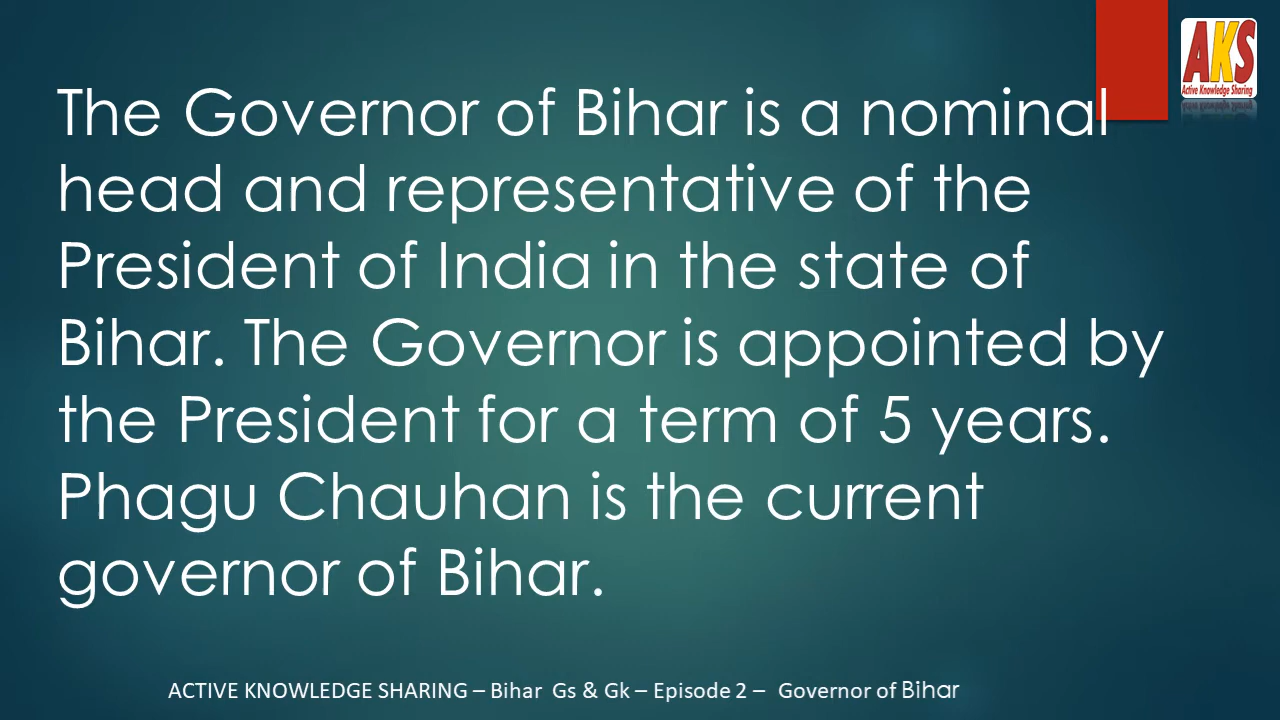 AKS
Active Knowledge Sharing
The Governor of Bihar is a nominal
head and representative of the
President of India in the state of
Bihar. The Governor is appointed by
the President for a term of 5 years.
Phagu Chauhan is the current
governor of Bihar.
ACTIVE KNOWLEDGE SHARING – Bihar Gs & Gk – Episode 2 – Governor of Bihar